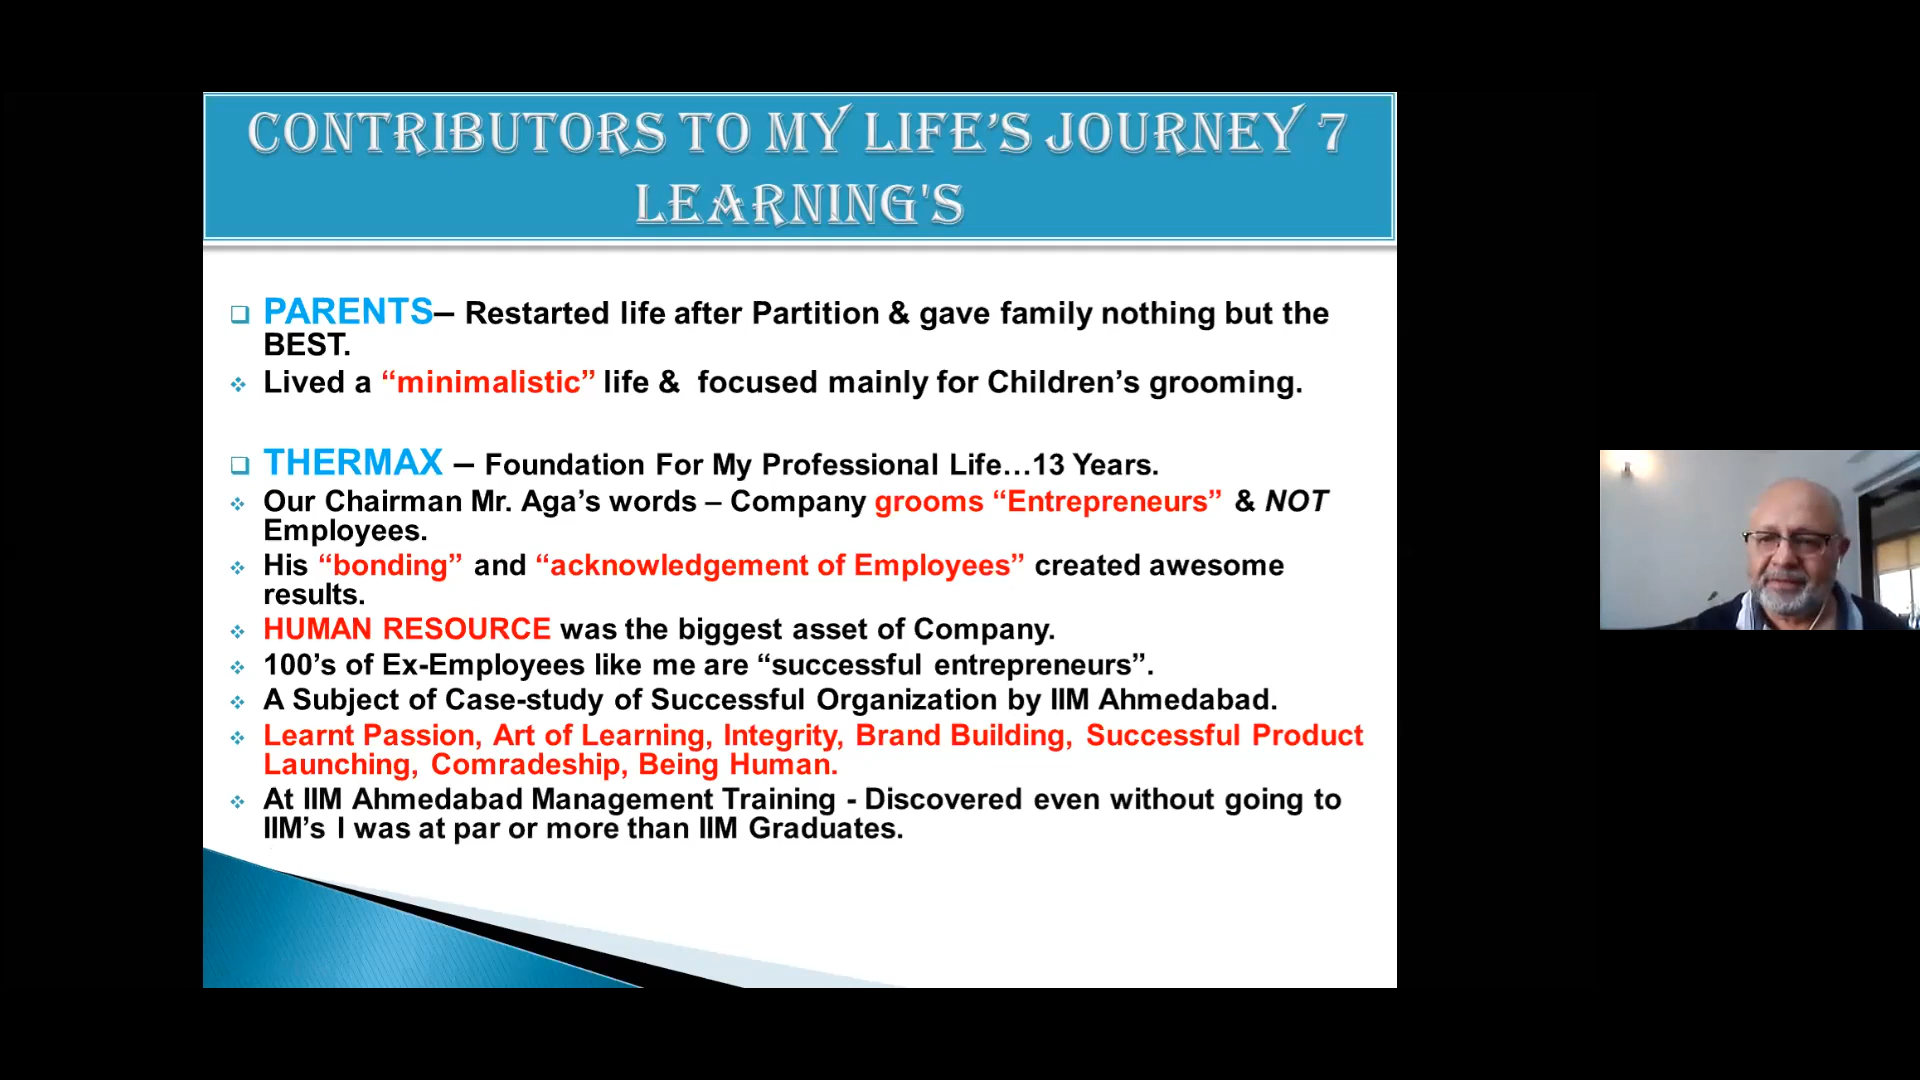 CONTRIBUTORS TO MY LIFE’S JOURNEY 7
LEARNING'S
PARENTS– Restarted life after Partition & gave family nothing but the
BEST.
Lived a “minimalistic” life & focused mainly for Children’s grooming.
THERMAX – Foundation For My Professional Life…13 Years.
Our Chairman Mr. Aga’s words – Company grooms “Entrepreneurs” & NOT
Employees.
His “bonding” and “acknowledgement of Employees” created awesome
results.
HUMAN RESOURCE was the biggest asset of Company.
100’s of Ex-Employees like me are “successful entrepreneurs”.
A Subject of Case-study of Successful Organization by IIM Ahmedabad.
Learnt Passion, Art of Learning, Integrity, Brand Building, Successful Product
Launching, Comradeship, Being Human.
At IIM Ahmedabad Management Training - Discovered even without going to
IIM’s I was at par or more than IIM Graduates.